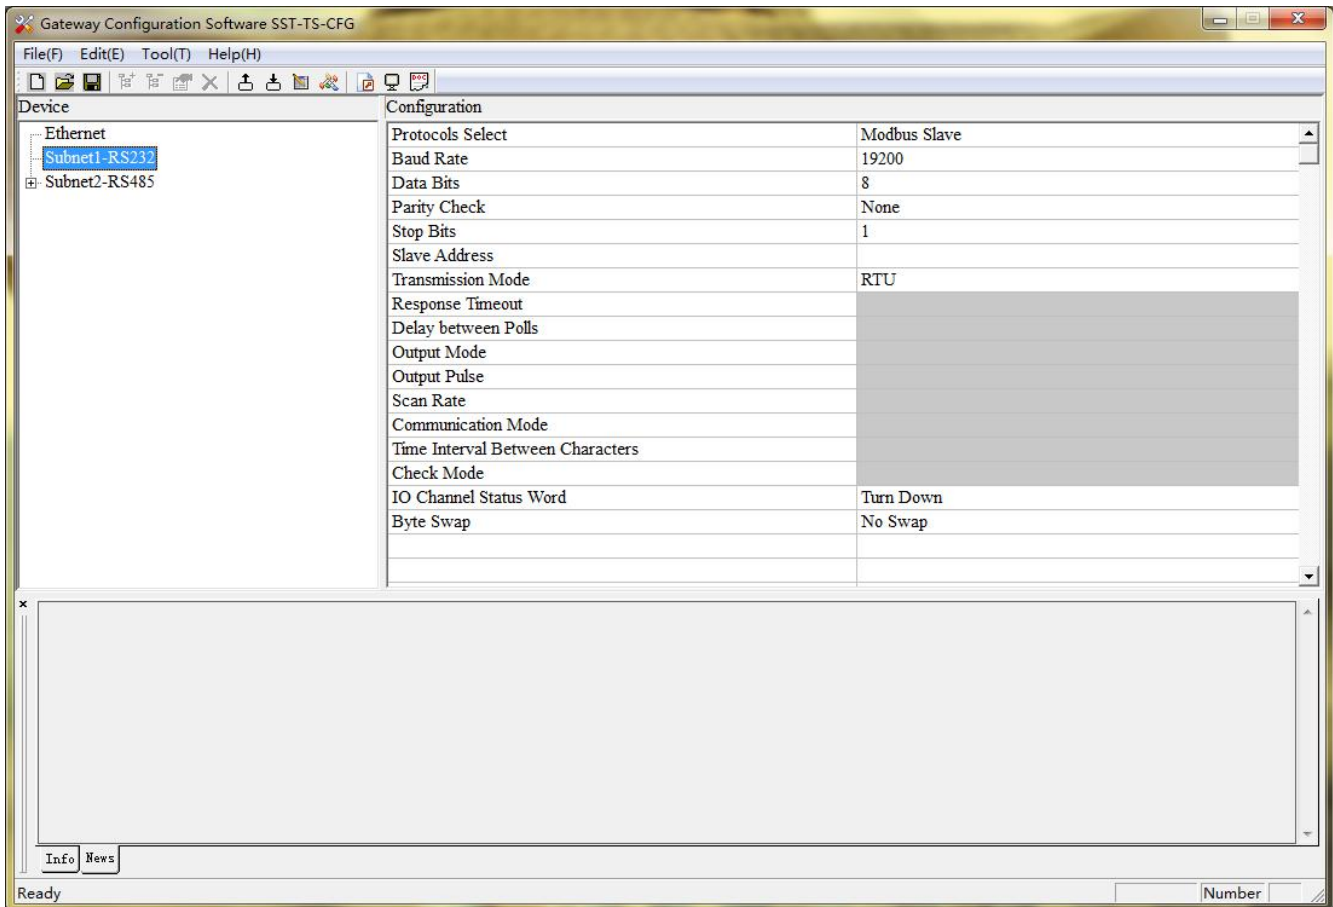 Gateway Configuration Software SST-TS-CFG
File(F) Edit(E) Tool(T) Help(H)
Device
Configuration
Ethernet
Subnet1-RS232
Subnet2-RS485
Protocols Select Modbus Slave
Baud Rate 19200
Data Bits 8
Parity Check None
Stop Bits 1
Slave Address
Transmission Mode RTU
Response Timeout
Delay between Polls
Output Mode
Output Pulse
Scan Rate
Communication Mode
Time Interval Between Characters
Check Mode
IO Channel Status Word Turn Down
Byte Swap No Swap
Info News
Ready Number